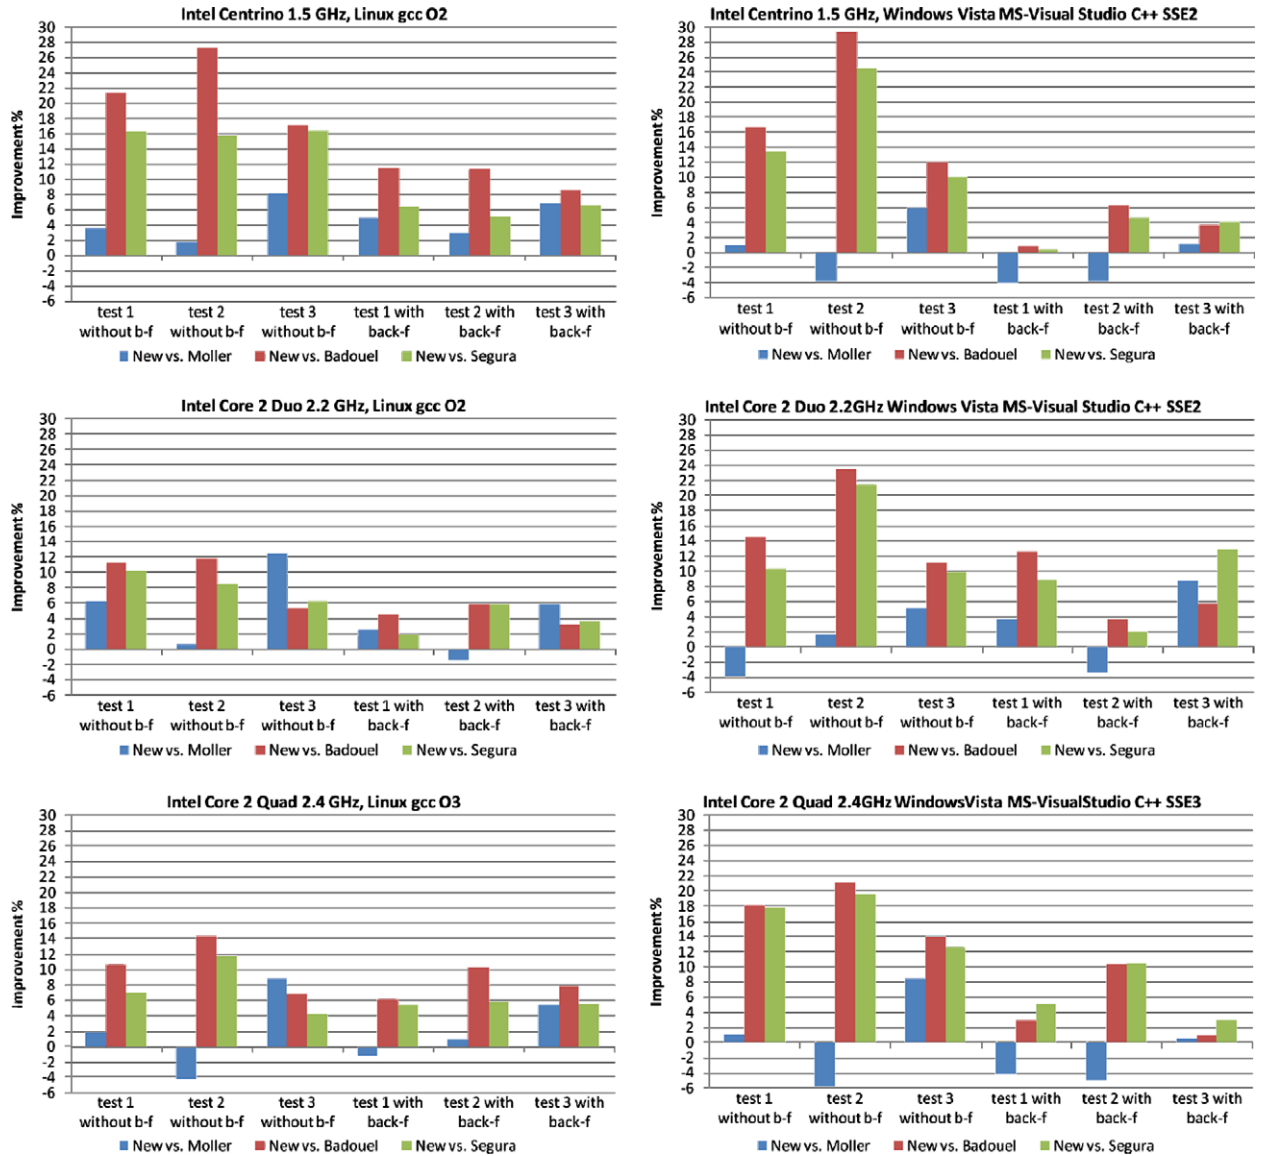 Intel Centrino 1.5 GHz, Linux gcc O2
30
28
26
24
22
20
18
16
14
12
10
8
6
4
2
0
-2
-4
-6
Improvement %
test 1 without b-f
test 2 without b-f
test 3 without b-f
test 1 with back-f
test 2 with back-f
test 3 with back-f
New vs. Moller New vs. Badouel New vs. Segura
Intel Centrino 1.5 GHz, Windows Vista MS-Visual Studio C++ SSE2
30
28
26
24
22
20
18
16
14
12
10
8
6
4
2
0
-2
-4
-6
Improvement %
test 1 without b-f
test 2 without b-f
test 3 without b-f
test 1 with back-f
test 2 with back-f
test 3 with back-f
New vs. Moller New vs. Badouel New vs. Segura
Intel Core 2 Duo 2.2 GHz, Linux gcc O2
30
28
26
24
22
20
18
16
14
12
10
8
6
4
2
0
-2
-4
-6
Improvement %
test 1 without b-f
test 2 without b-f
test 3 without b-f
test 1 with back-f
test 2 with back-f
test 3 with back-f
New vs. Moller New vs. Badouel New vs. Segura
Intel Core 2 Duo 2.2GHz Windows Vista MS-Visual Studio C++ SSE2
30
28
26
24
22
20
18
16
14
12
10
8
6
4
2
0
-2
-4
-6
Improvement %
test 1 without b-f
test 2 without b-f
test 3 without b-f
test 1 with back-f
test 2 with back-f
test 3 with back-f
New vs. Moller New vs. Badouel New vs. Segura
Intel Core 2 Quad 2.4 GHz, Linux gcc O3
30
28
26
24
22
20
18
16
14
12
10
8
6
4
2
0
-2
-4
-6
Improvement %
test 1 without b-f
test 2 without b-f
test 3 without b-f
test 1 with back-f
test 2 with back-f
test 3 with back-f
New vs. Moller New vs. Badouel New vs. Segura
Intel Core 2 Quad 2.4GHz WindowsVista MS-VisualStudio C++ SSE3
30
28
26
24
22
20
18
16
14
12
10
8
6
4
2
0
-2
-4
-6
Improvement %
test 1 without b-f
test 2 without b-f
test 3 without b-f
test 1 with back-f
test 2 with back-f
test 3 with back-f
New vs. Moller New vs. Badouel New vs. Segura